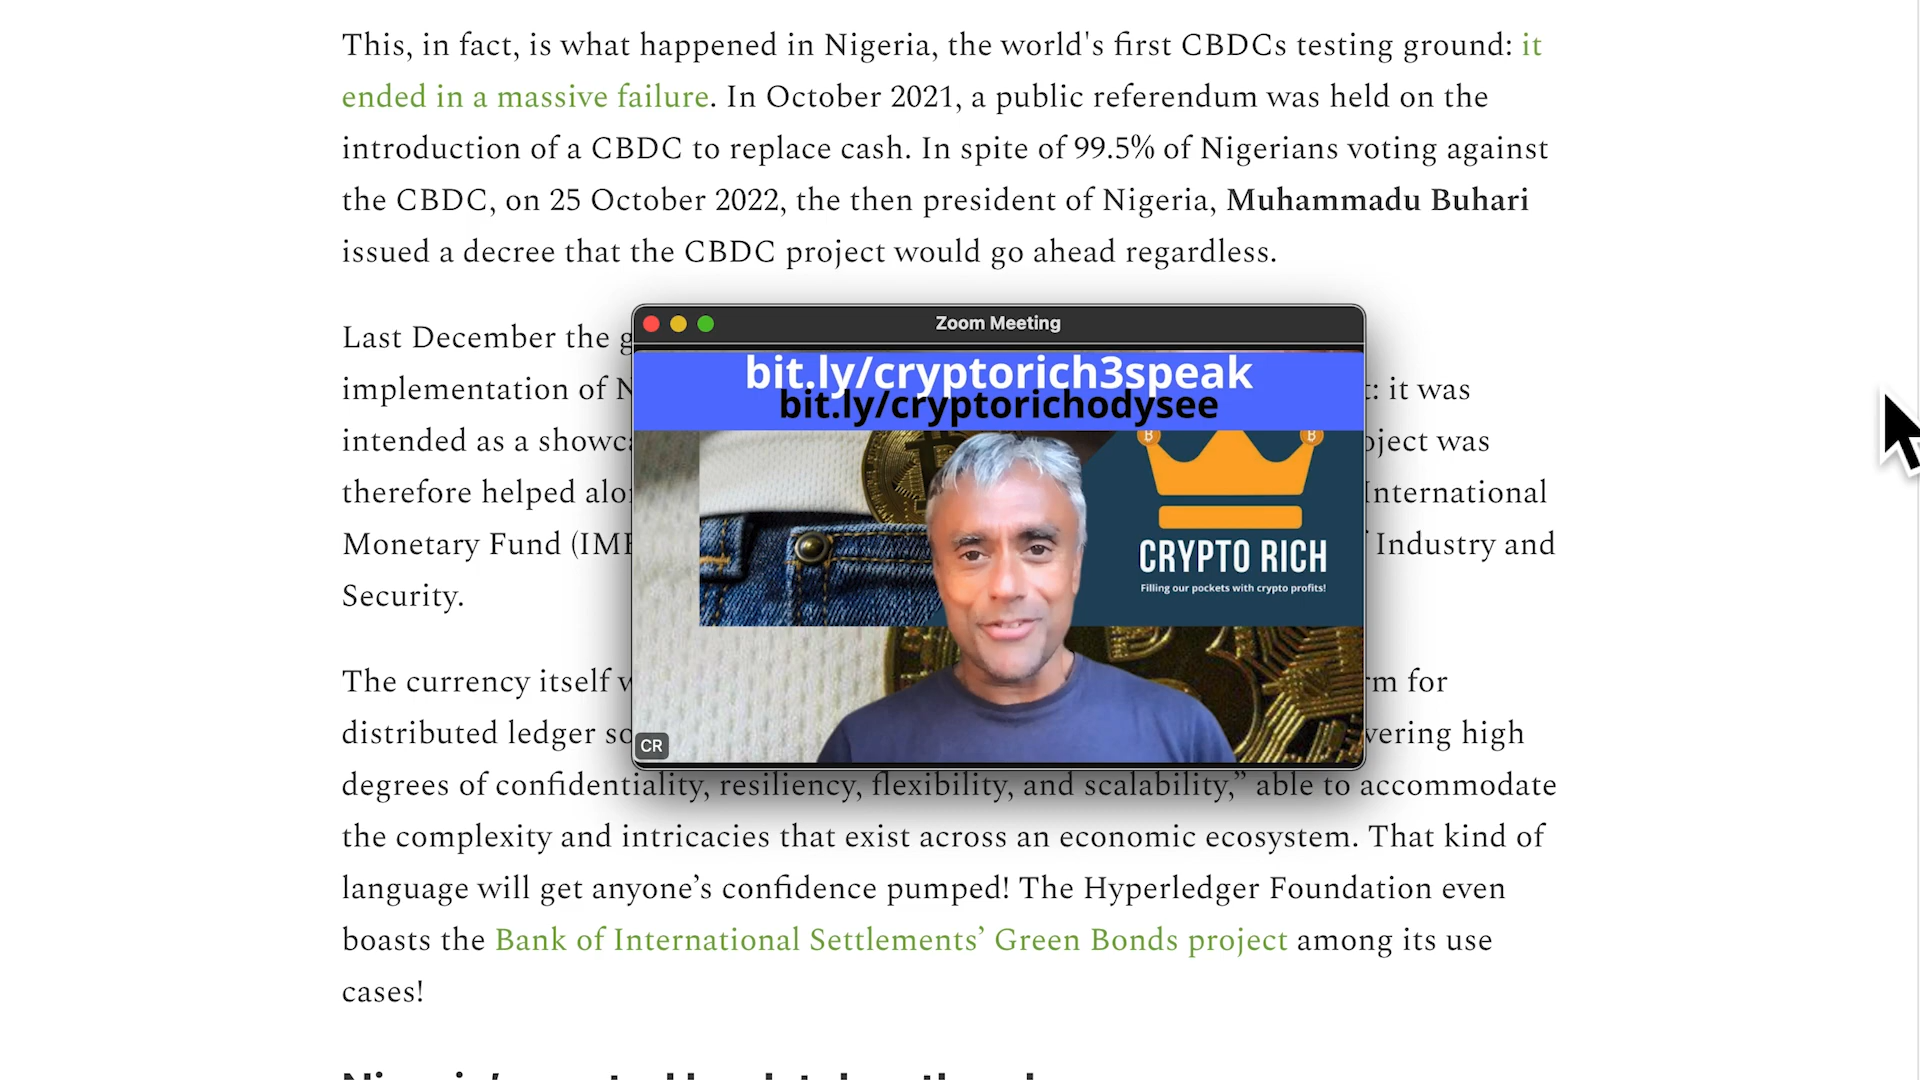 This, in fact, is what happened in Nigeria, the world's first CBDCs testing ground: it
ended in a massive failure. In October 2021, a public referendum was held on the
introduction of a CBDC to replace cash. In spite of 99.5% of Nigerians voting against
the CBDC, on 25 October 2022, the then president of Nigeria, Muhammadu Buhari
issued a decree that the CBDC project would go ahead regardless.
Zoom Meeting
bit.ly/cryptorich3speak
bit.ly/cryptorichodysee
CRYPTO RICH
Filling our pockets with crypto profits!
CR
Last December the
implementation of : it was
intended as a was
therefore helped International
Monetary Fund Industry and
Security.
The currency itself for
distributed ledger high
degrees of confidentiality, resiliency, flexibility, and scalability,” able to accommodate
the complexity and intricacies that exist across an economic ecosystem. That kind of
language will get anyone’s confidence pumped! The Hyperledger Foundation even
boasts the Bank of International Settlements’ Green Bonds project among its use
cases!